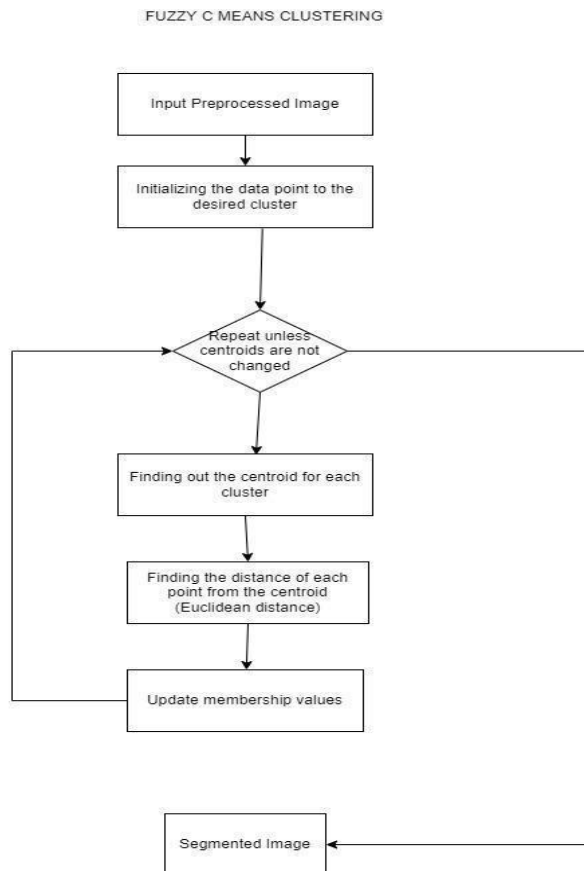 FUZZY C MEANS CLUSTERING
Input Preprocessed Image
Initializing the data point to the
desired cluster
Repeat unless
centroids are not
changed
Finding out the centroid for each
cluster
Finding the distance of each
point from the centroid
(Euclidean distance)
Update membership values
Segmented Image